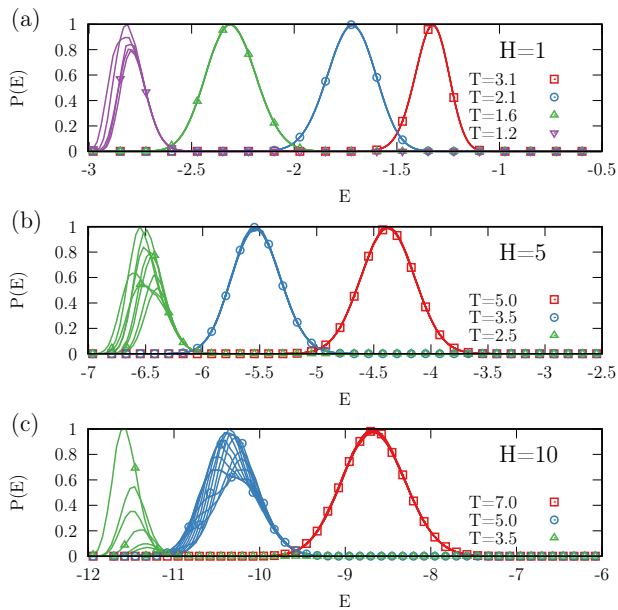 (a)
P(E)
1
0.8
0.6
0.4
0.2
0
H=1
T=3.1
T=2.1
T=1.6
T=1.2
-3 -2.5 -2 -1.5 -1 -0.5
E
(b)
P(E)
1
0.8
0.6
0.4
0.2
0
H=5
T=5.0
T=3.5
T=2.5
-7 -6.5 -6 -5.5 -5 -4.5 -4 -3.5 -3 -2.5
E
(c)
P(E)
1
0.8
0.6
0.4
0.2
0
H=10
T=7.0
T=5.0
T=3.5
-12 -11 -10 -9 -8 -7 -6
E